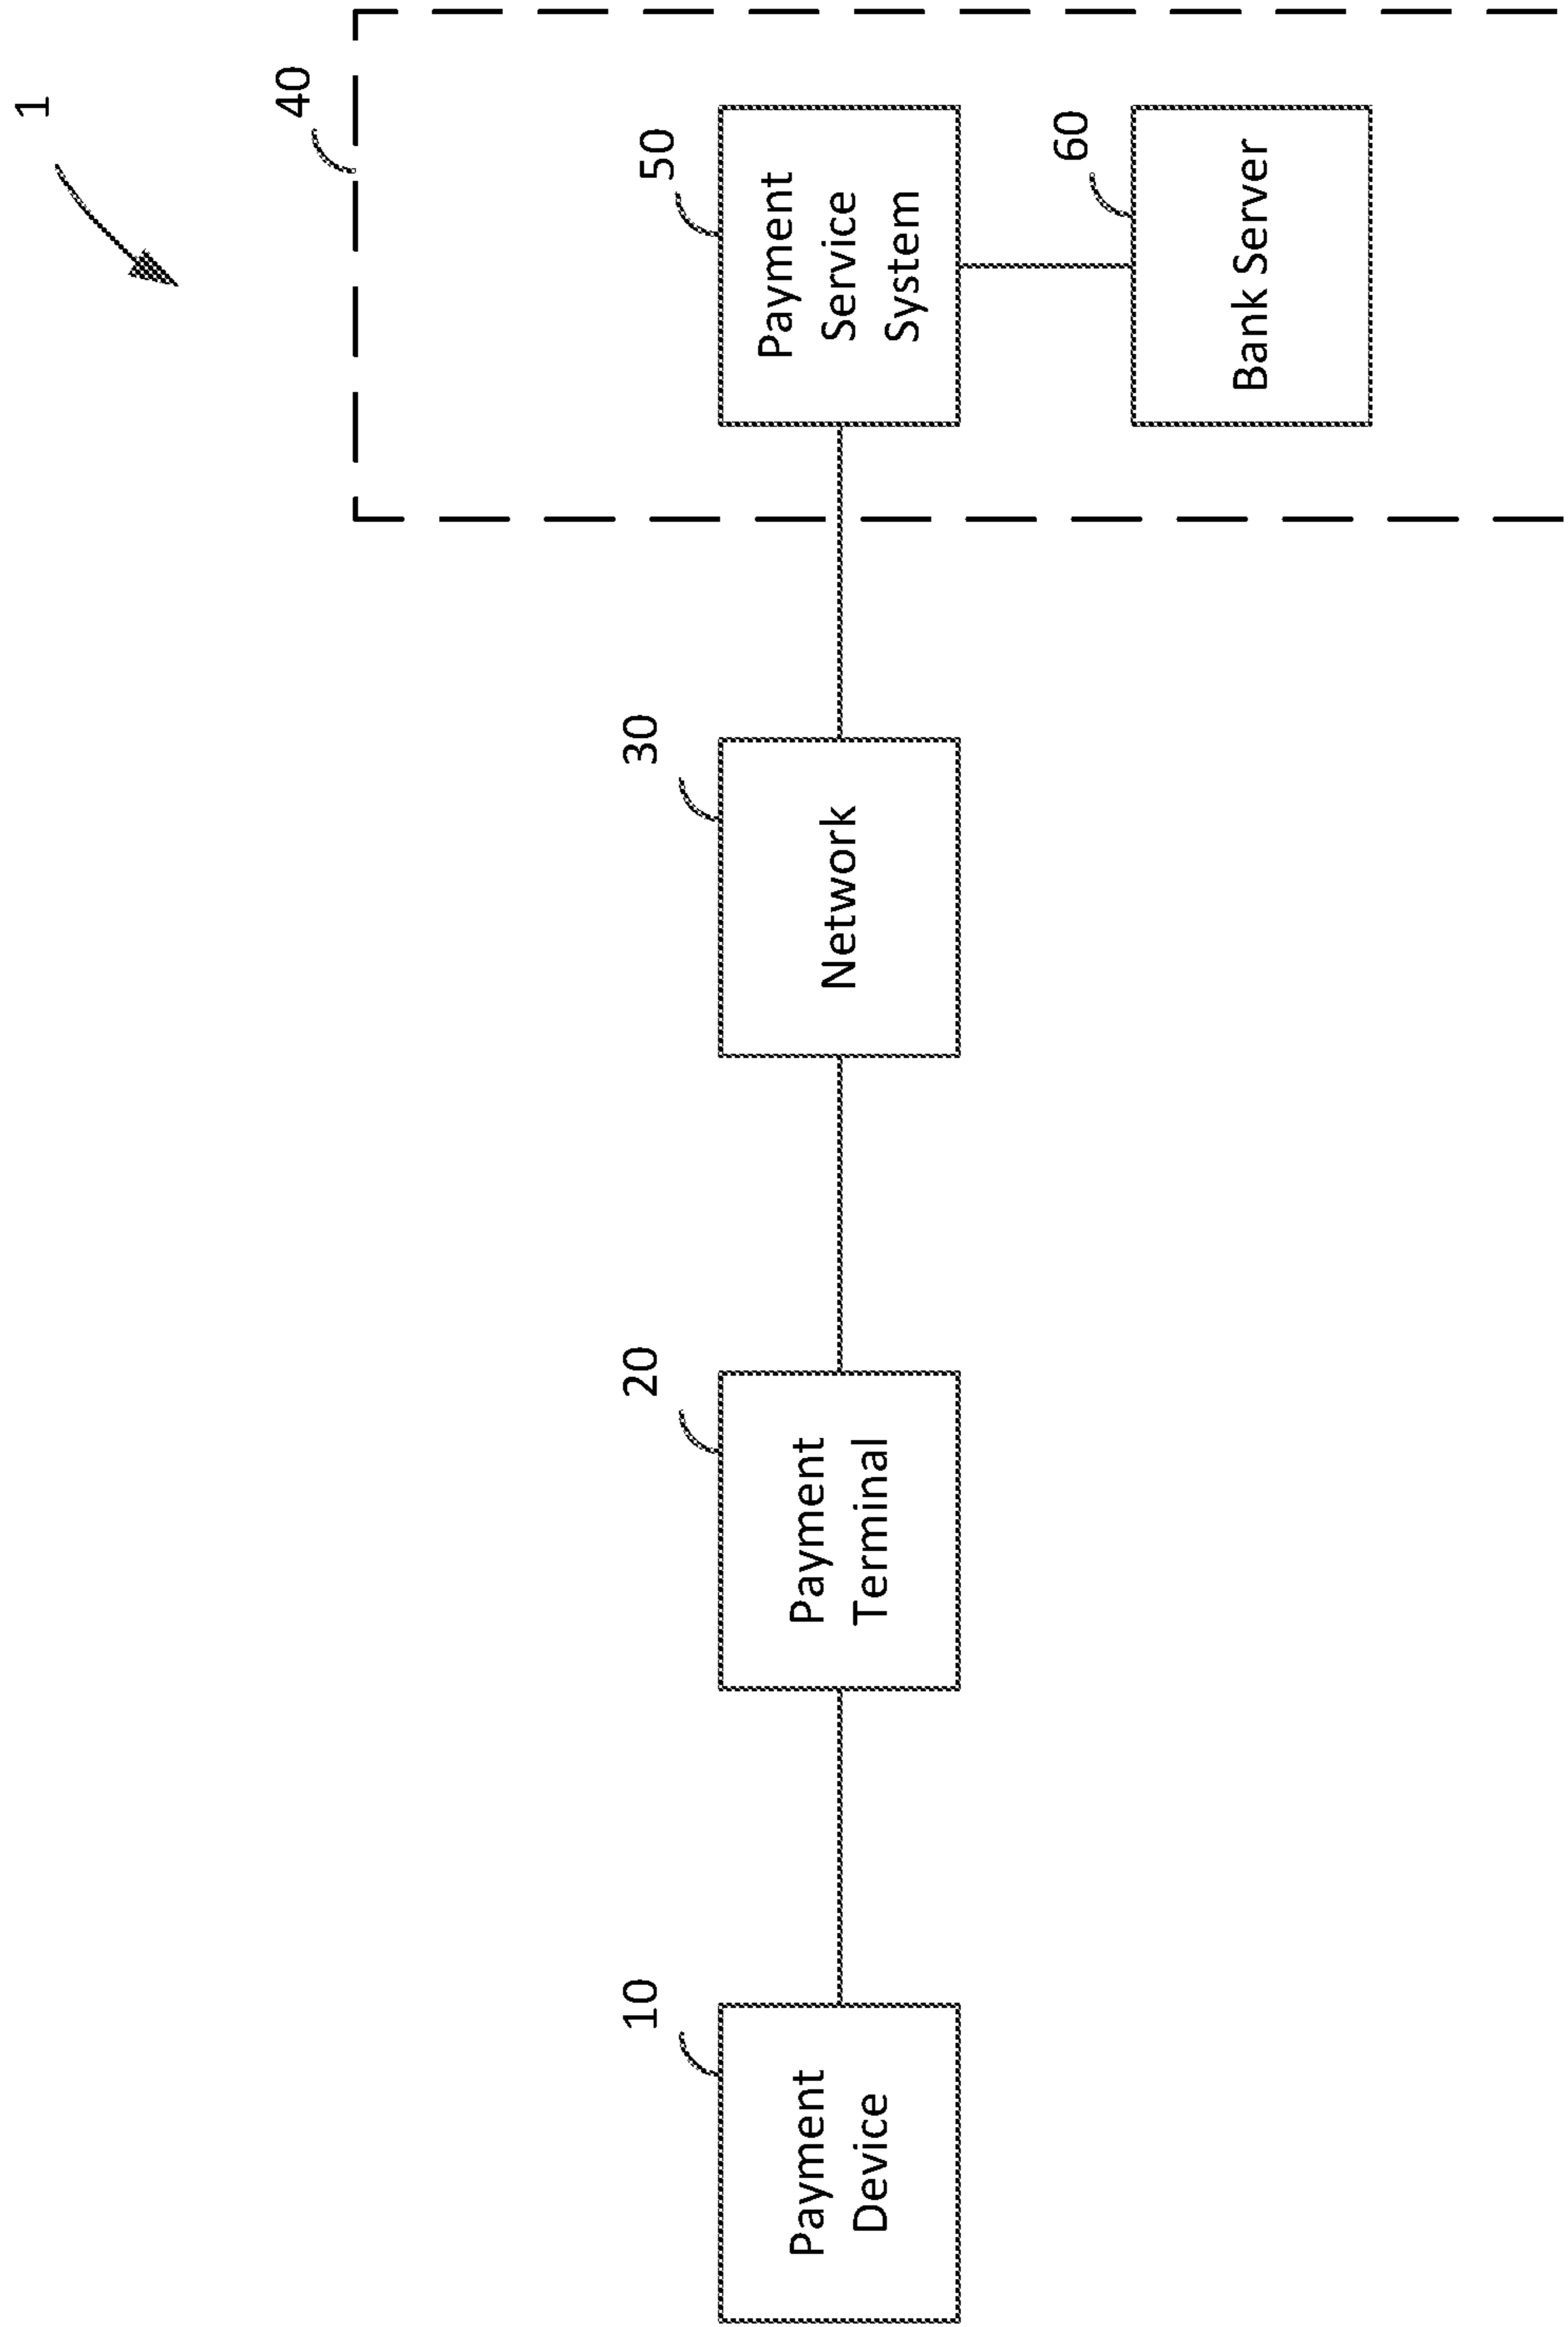 1
40
10
Payment
Device
20
Payment
Terminal
30
Network
50
Payment
Service
System
60
Bank Server